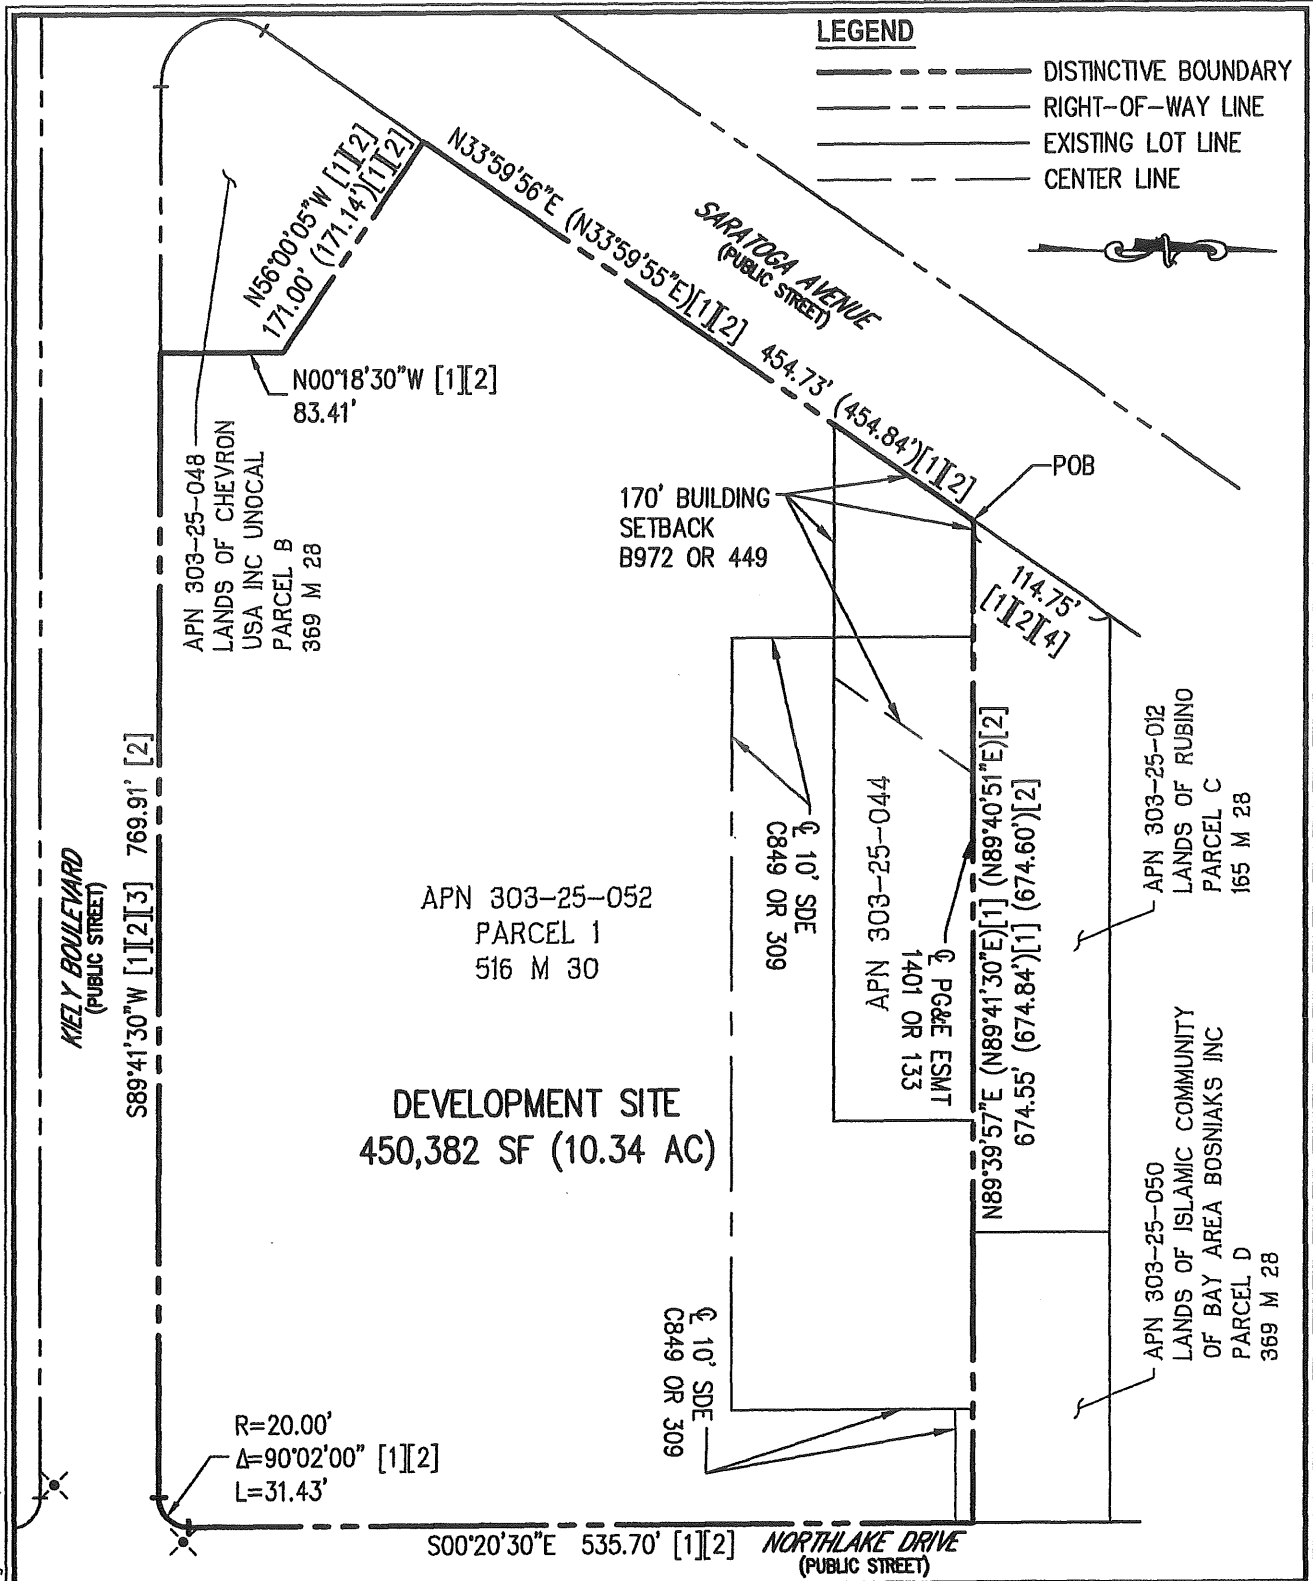 LEGEND
DISTINCTIVE BOUNDARY
RIGHT-OF-WAY LINE
EXISTING LOT LINE
CENTER LINE
N56°00'05"W [1][2]
171.00' (171.14')[1][2]
N33°59'56"E (N33°59'55"E)[1][2] 454.73' (454.84')[1][2]
SARATOGA AVENUE
(PUBLIC STREET)
N00°18'30"W [1][2]
83.41'
APN 303-25-048
LANDS OF CHEVRON
USA INC UNOCAL
PARCEL B
369 M 28
170' BUILDING
SETBACK
B972 OR 449
POB
114.75'
[1][2][4]
KIELY BOULEVARD
(PUBLIC STREET)
S89°41'30"W [1][2][3] 769.91' [2]
APN 303-25-052
PARCEL 1
516 M 30
℄ 10' SDE
C849 OR 309
APN 303-25-044
℄ PG&E ESMT
1401 OR 133
N89°39'57"E (N89°41'30"E)[1] (N89°40'51"E)[2]
674.55' (674.84')[1] (674.60')[2]
APN 303-25-012
LANDS OF RUBINO
PARCEL C
165 M 28
DEVELOPMENT SITE
450,382 SF (10.34 AC)
APN 303-25-050
LANDS OF ISLAMIC COMMUNITY
OF BAY AREA BOSNIAKS INC
PARCEL D
369 M 28
℄ 10' SDE
C849 OR 309
R=20.00'
Δ=90°02'00" [1][2]
L=31.43'
S00°20'30"E 535.70' [1][2]
NORTHLAKE DRIVE
(PUBLIC STREET)